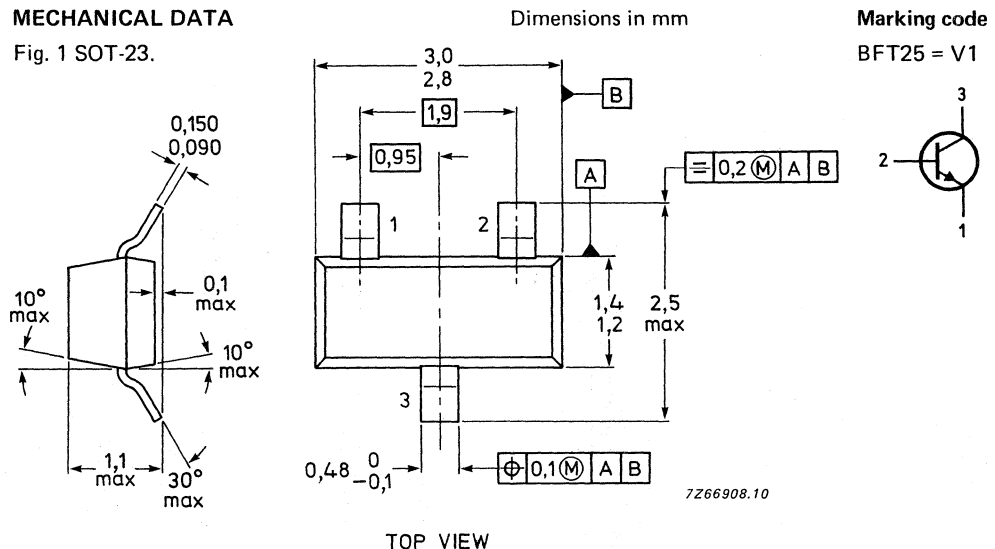 MECHANICAL DATA
Dimensions in mm
Marking code
Fig. 1 SOT-23.
BFT25 = V1
3,0
2,8
B
1,9
0,95
0,150
0,090
A
0,2 Ⓜ A B
3
2
1
1
2
0,1
max
10°
max
10°
max
1,4
1,2
2,5
max
3
1,1
max
30°
max
0,48 0
−0,1
⌖ 0,1 Ⓜ A B
7Z66908.10
TOP VIEW